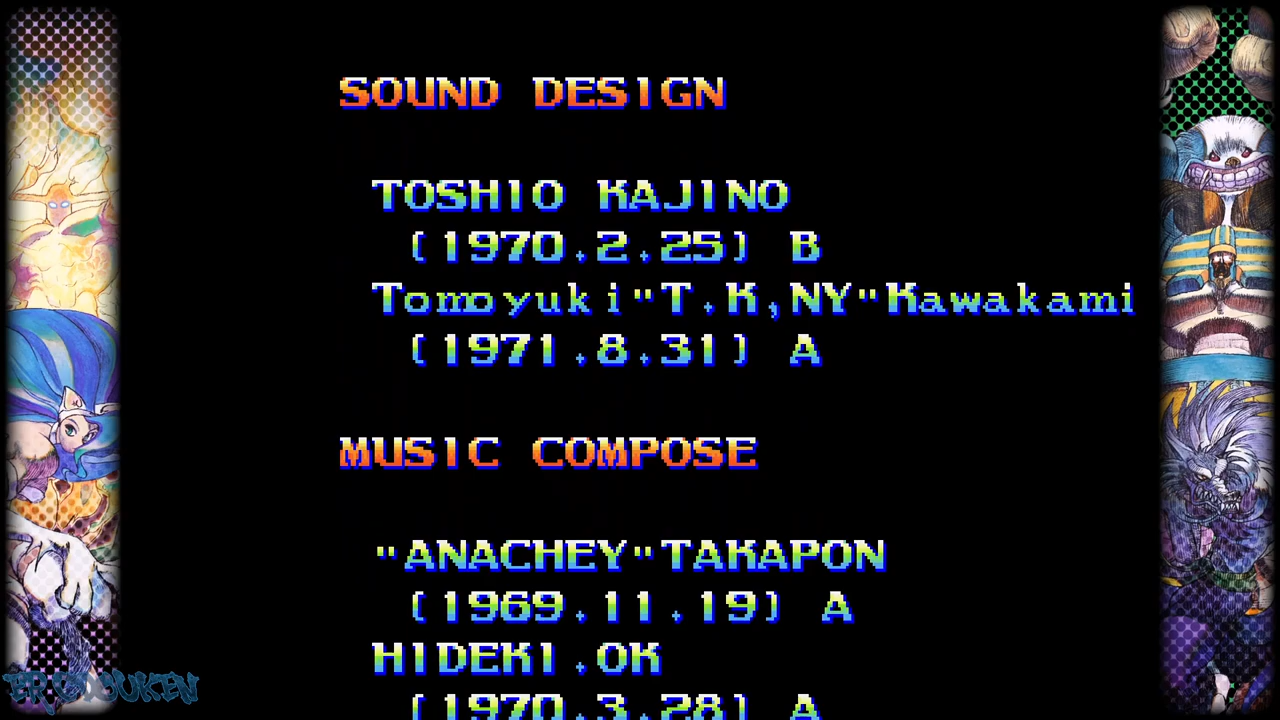 SOUND DESIGN
TOSHIO KAJINO
(1970.2.25) B
Tomoyuki"T.K,NY"Kawakami
(1971.8.31) A
MUSIC COMPOSE
"ANACHEY"TAKAPON
(1969.11.19) A
HIDEKI.OK
(1970.3.28) A